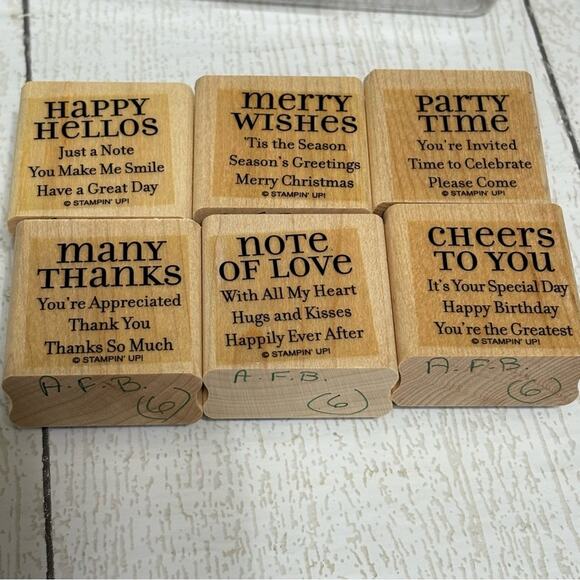 Happy
Hellos
Just a Note
You Make Me Smile
Have a Great Day
© STAMPIN' UP!
merry
Wishes
'Tis the Season
Season's Greetings
Merry Christmas
© STAMPIN' UP!
Party
Time
You're Invited
Time to Celebrate
Please Come
© STAMPIN' UP!
many
Thanks
You're Appreciated
Thank You
Thanks So Much
© STAMPIN' UP!
A.F.B.
(6)
note
of Love
With All My Heart
Hugs and Kisses
Happily Ever After
© STAMPIN' UP!
A.F.B.
(6)
Cheers
to you
It's Your Special Day
Happy Birthday
You're the Greatest
© STAMPIN' UP!
A.F.B.
(6)